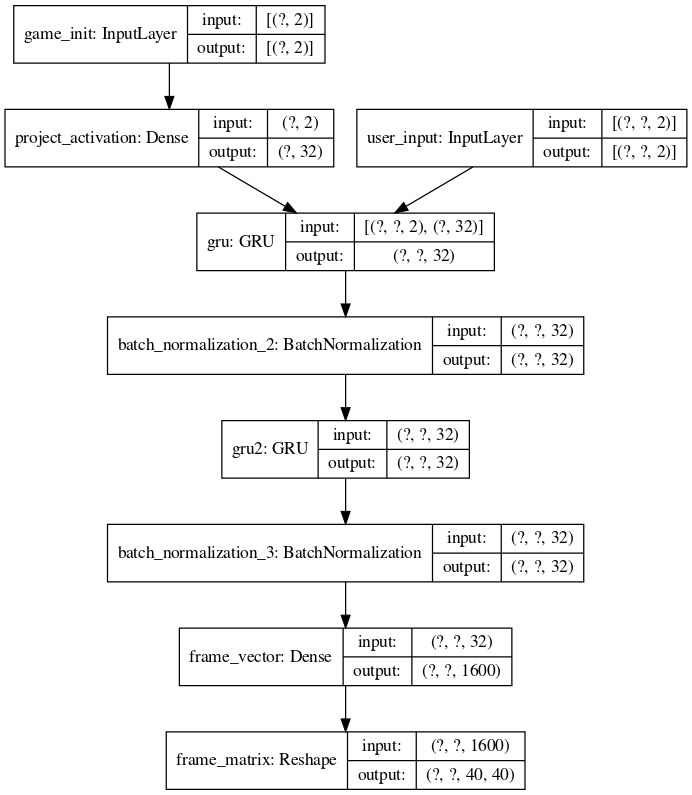 game_init: InputLayer
input: [(?, 2)]
output: [(?, 2)]
project_activation: Dense
input: (?, 2)
output: (?, 32)
user_input: InputLayer
input: [(?, ?, 2)]
output: [(?, ?, 2)]
gru: GRU
input: [(?, ?, 2), (?, 32)]
output: (?, ?, 32)
batch_normalization_2: BatchNormalization
input: (?, ?, 32)
output: (?, ?, 32)
gru2: GRU
input: (?, ?, 32)
output: (?, ?, 32)
batch_normalization_3: BatchNormalization
input: (?, ?, 32)
output: (?, ?, 32)
frame_vector: Dense
input: (?, ?, 32)
output: (?, ?, 1600)
frame_matrix: Reshape
input: (?, ?, 1600)
output: (?, ?, 40, 40)